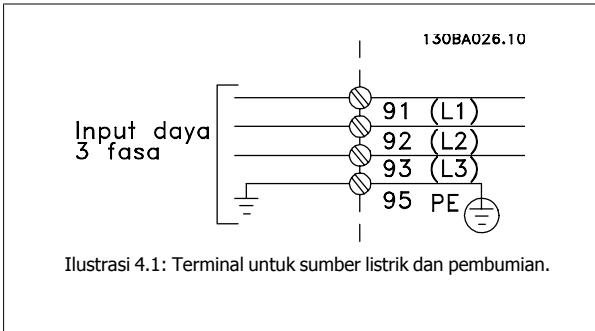 130BA026.10
Input daya
3 fasa
91 (L1)
92 (L2)
93 (L3)
95 PE
Ilustrasi 4.1: Terminal untuk sumber listrik dan pembumian.